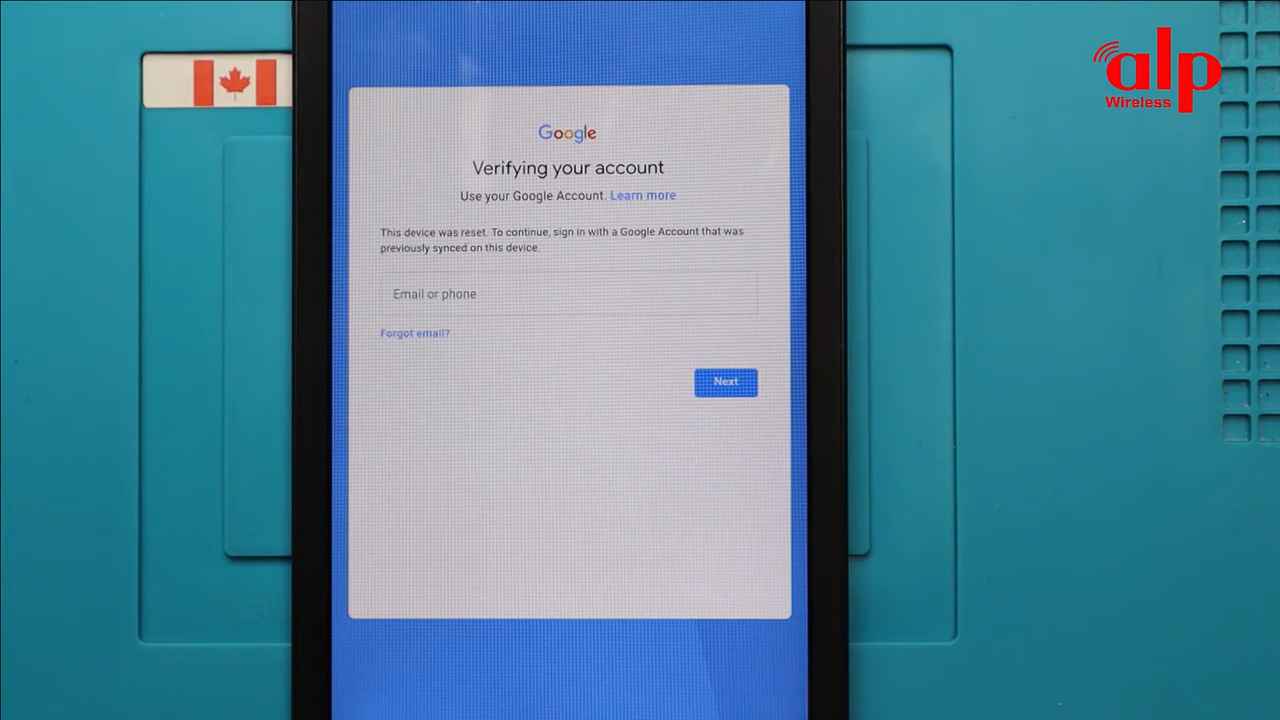 alp
Wireless
Google
Verifying your account
Use your Google Account. Learn more
This device was reset. To continue, sign in with a Google Account that was
previously synced on this device.
Email or phone
Forgot email?
Next